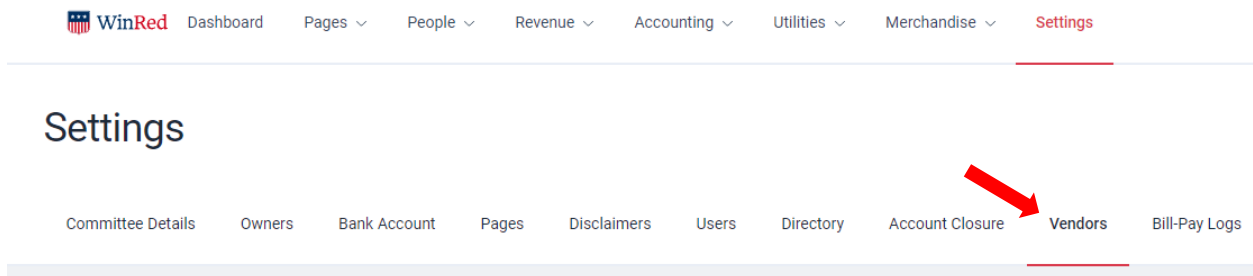 WinRed Dashboard Pages People Revenue Accounting Utilities Merchandise Settings
Settings
Committee Details Owners Bank Account Pages Disclaimers Users Directory Account Closure Vendors Bill-Pay Logs